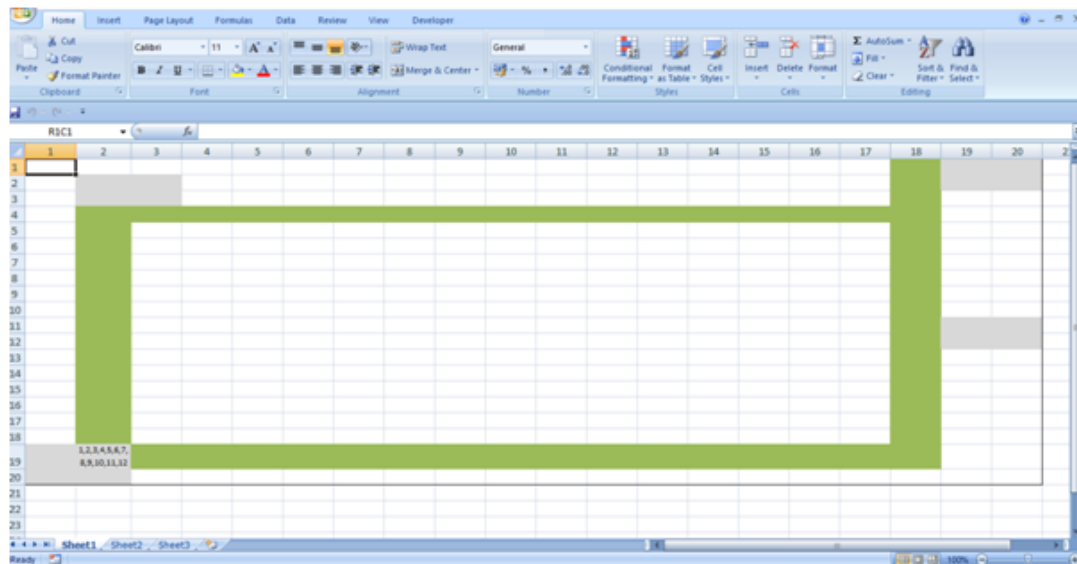 Home Insert Page Layout Formulas Data Review View Developer
Cut
Copy
Format Painter
Paste
Calibri 11
Wrap Text
Merge & Center
General
Conditional Formatting
Format as Table
Cell Styles
Insert Delete Format
AutoSum
Fill
Clear
Sort & Filter
Find & Select
Clipboard Font Alignment Number Styles Cells Editing
R1C1 fx
1 2 3 4 5 6 7 8 9 10 11 12 13 14 15 16 17 18 19 20
1
2
3
4
5
6
7
8
9
10
11
12
13
14
15
16
17
18
1,2,3,4,5,6,7,
19 8,9,10,11,12
20
21
22
23
Sheet1 Sheet2 Sheet3
Ready 100%